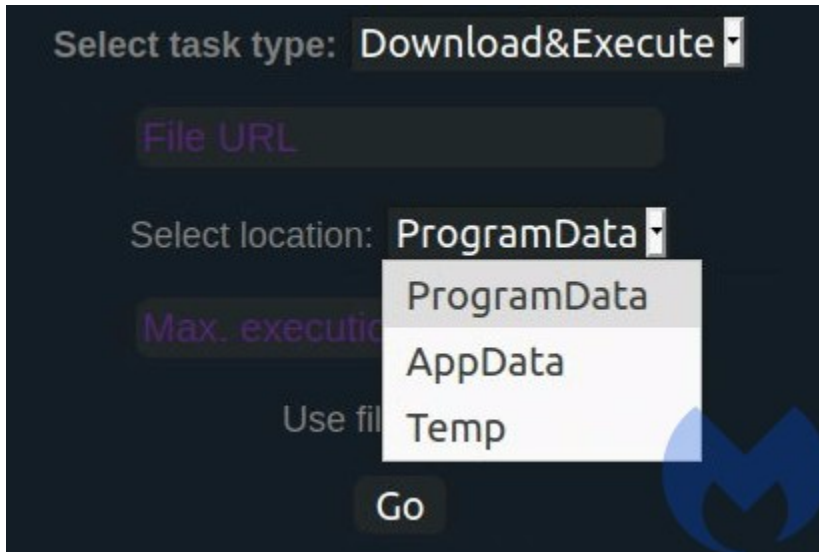 Select task type: Download&Execute
File URL
Select location: ProgramData
ProgramData
Max. executio
AppData
Use fil
Temp
Go